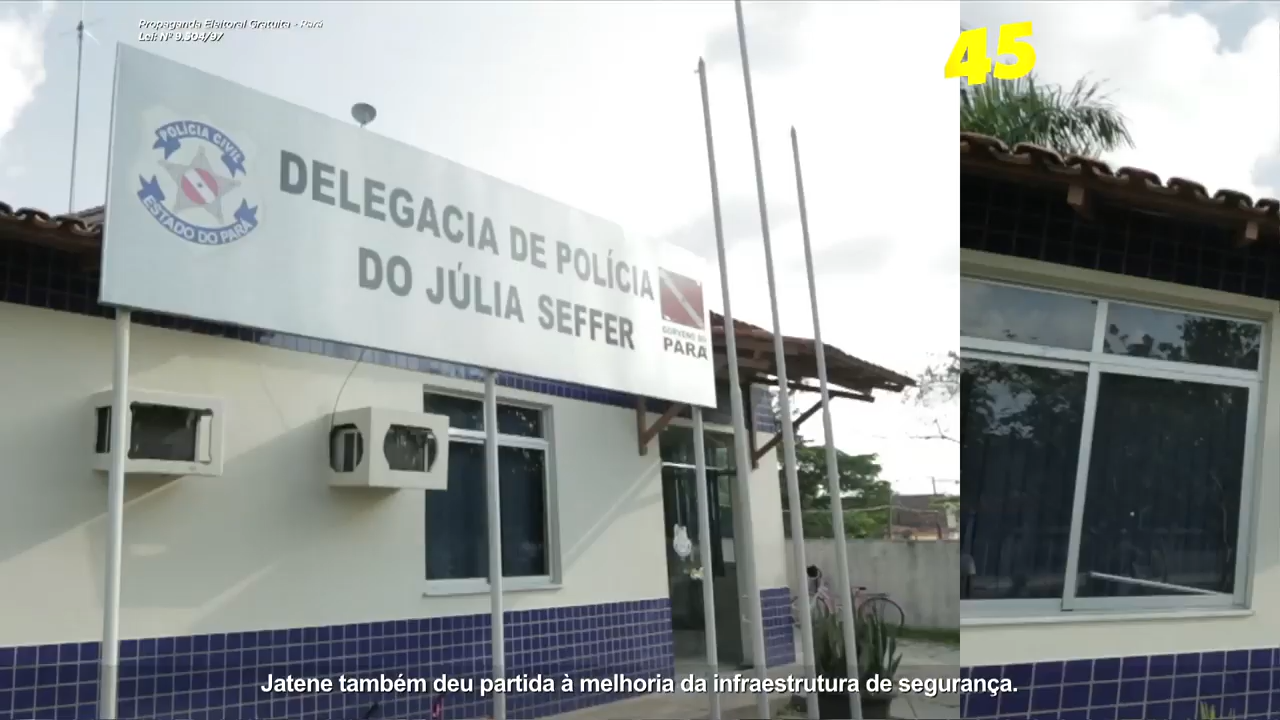 Propaganda Eleitoral Gratuita - Pará
Lei: Nº 9.504/97
45
POLÍCIA CIVIL
ESTADO DO PARÁ
DELEGACIA DE POLÍCIA
DO JÚLIA SEFFER
GOVERNO DO
PARÁ
Jatene também deu partida à melhoria da infraestrutura de segurança.